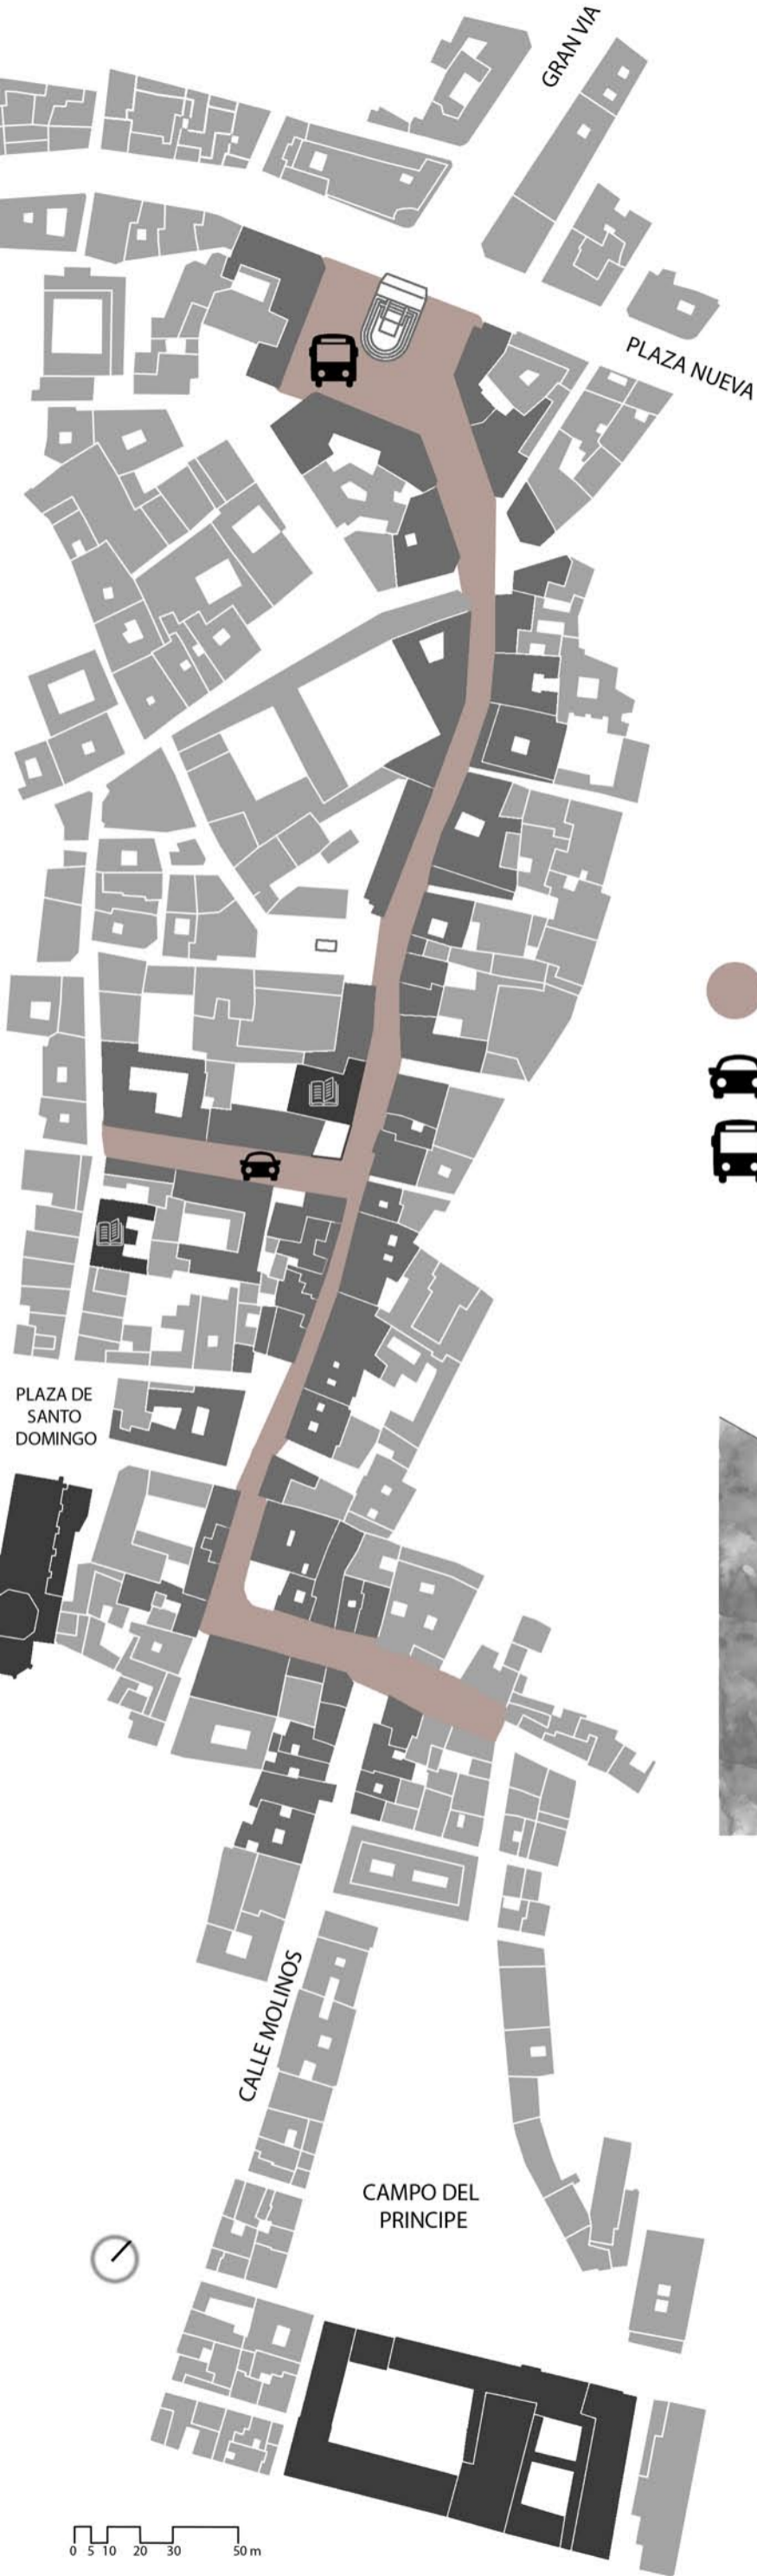 GRAN VIA
PLAZA NUEVA
PLAZA DE
SANTO
DOMINGO
CALLE MOLINOS
CAMPO DEL
PRINCIPE
0 5 10 20 30 50 m